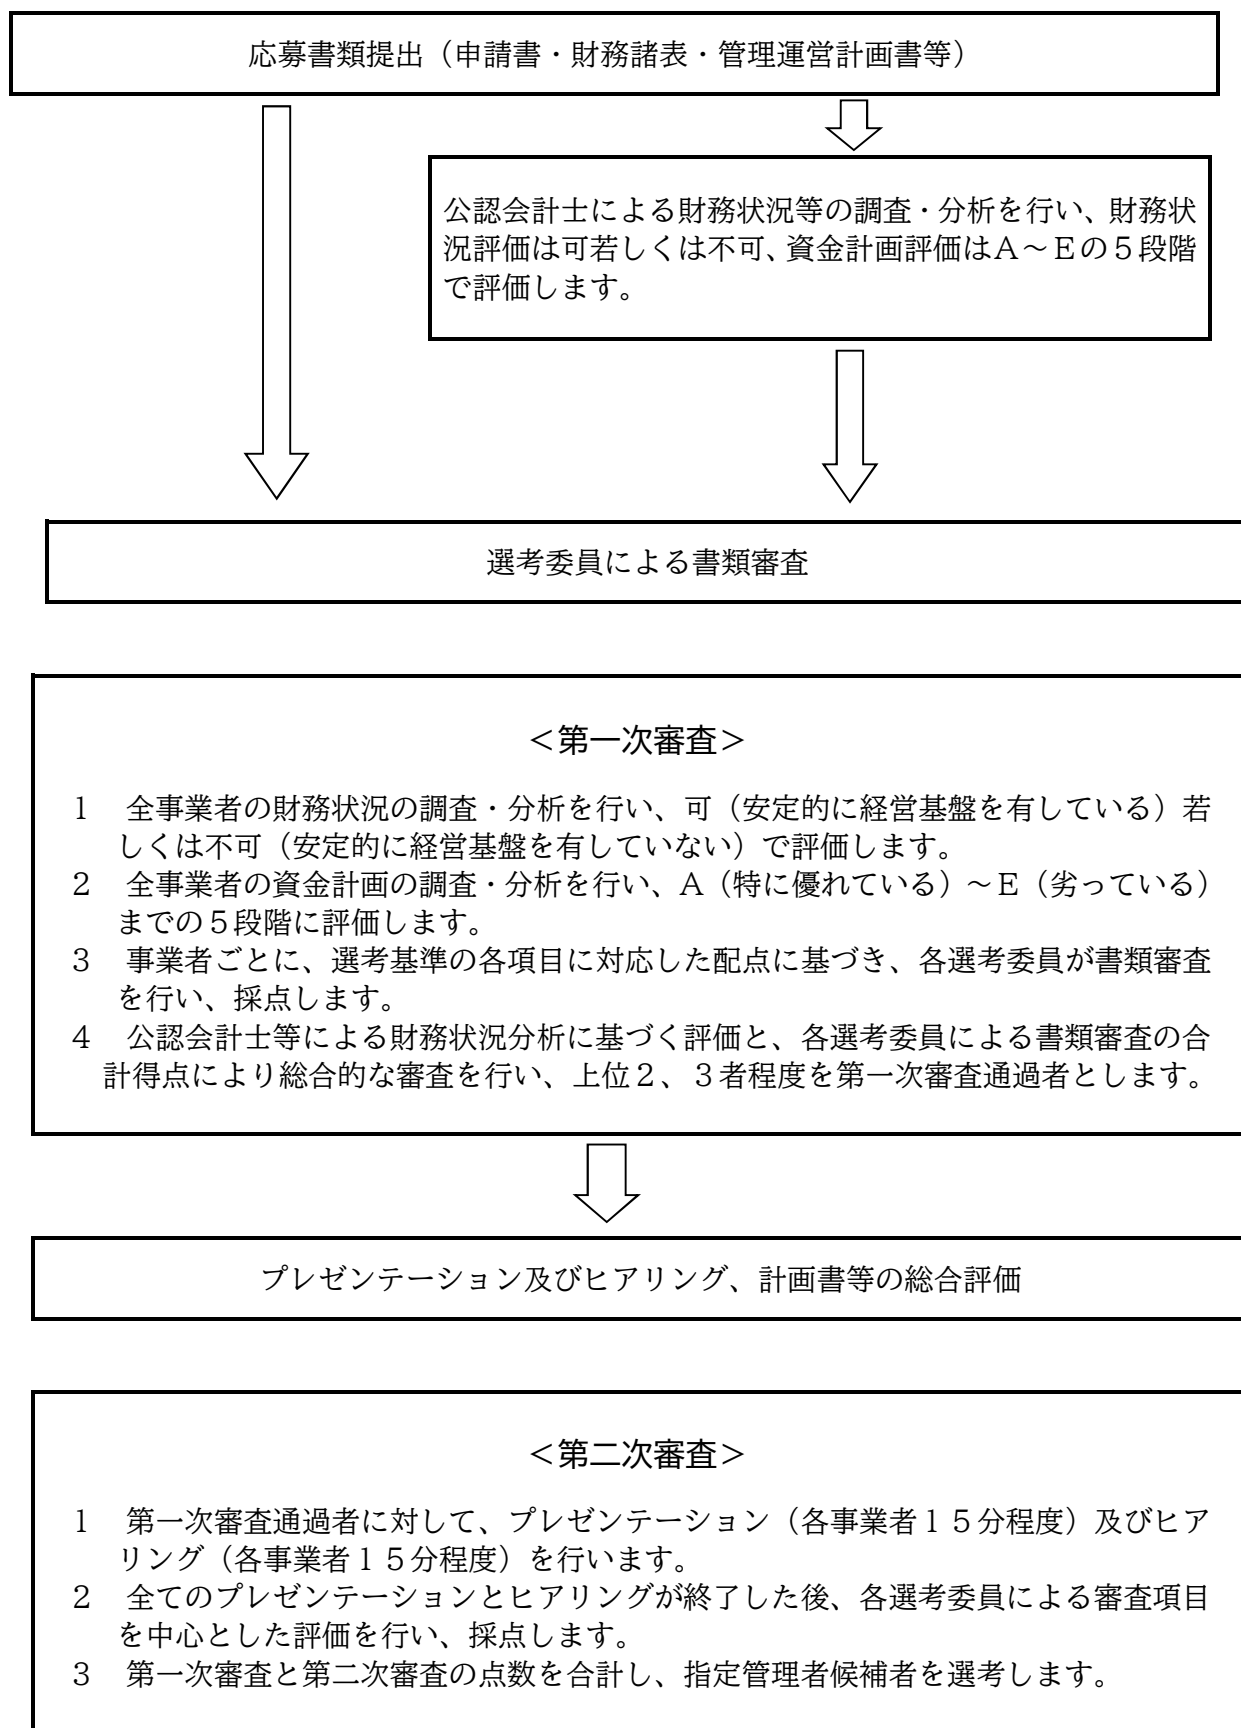 応募書類提出（申請書・財務諸表・管理運営計画書等）
公認会計士による財務状況等の調査・分析を行い、財務状
況評価は可若しくは不可、資金計画評価はＡ～Ｅの５段階
で評価します。
選考委員による書類審査
＜第一次審査＞
１　全事業者の財務状況の調査・分析を行い、可（安定的に経営基盤を有している）若
しくは不可（安定的に経営基盤を有していない）で評価します。
２　全事業者の資金計画の調査・分析を行い、Ａ（特に優れている）～Ｅ（劣っている）
までの５段階に評価します。
３　事業者ごとに、選考基準の各項目に対応した配点に基づき、各選考委員が書類審査
を行い、採点します。
４　公認会計士等による財務状況分析に基づく評価と、各選考委員による書類審査の合
計得点により総合的な審査を行い、上位２、３者程度を第一次審査通過者とします。
プレゼンテーション及びヒアリング、計画書等の総合評価
＜第二次審査＞
１　第一次審査通過者に対して、プレゼンテーション（各事業者１５分程度）及びヒア
リング（各事業者１５分程度）を行います。
２　全てのプレゼンテーションとヒアリングが終了した後、各選考委員による審査項目
を中心とした評価を行い、採点します。
３　第一次審査と第二次審査の点数を合計し、指定管理者候補者を選考します。